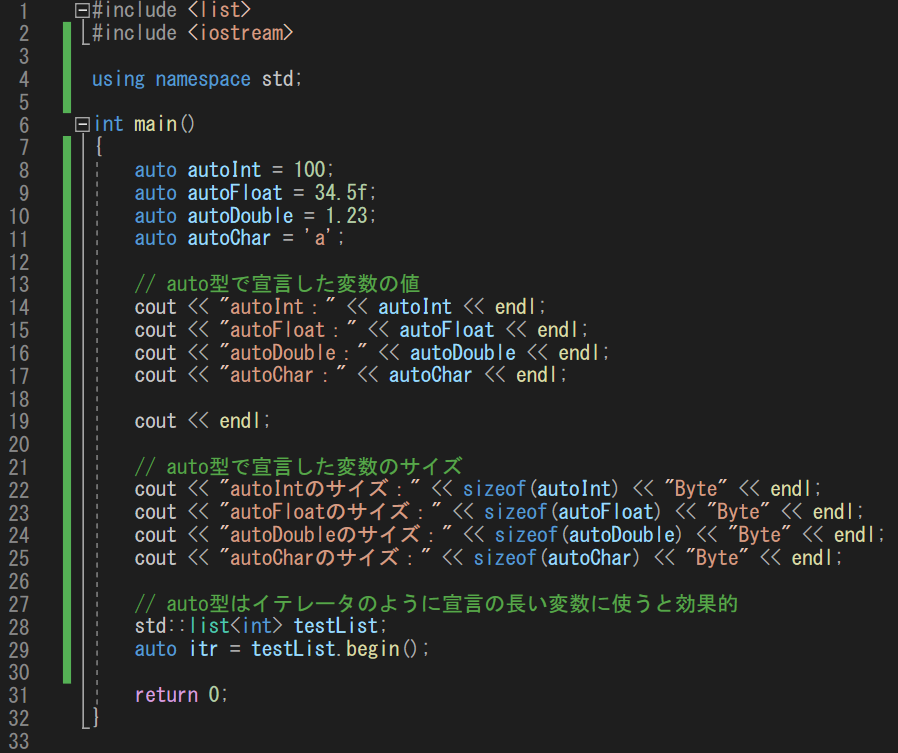 1 #include <list>
2 #include <iostream>
3
4 using namespace std;
5
6 int main()
7 {
8 auto autoInt = 100;
9 auto autoFloat = 34.5f;
10 auto autoDouble = 1.23;
11 auto autoChar = 'a';
12
13 // auto型で宣言した変数の値
14 cout << "autoInt：" << autoInt << endl;
15 cout << "autoFloat：" << autoFloat << endl;
16 cout << "autoDouble：" << autoDouble << endl;
17 cout << "autoChar：" << autoChar << endl;
18
19 cout << endl;
20
21 // auto型で宣言した変数のサイズ
22 cout << "autoIntのサイズ：" << sizeof(autoInt) << "Byte" << endl;
23 cout << "autoFloatのサイズ：" << sizeof(autoFloat) << "Byte" << endl;
24 cout << "autoDoubleのサイズ：" << sizeof(autoDouble) << "Byte" << endl;
25 cout << "autoCharのサイズ：" << sizeof(autoChar) << "Byte" << endl;
26
27 // auto型はイテレータのように宣言の長い変数に使うと効果的
28 std::list<int> testList;
29 auto itr = testList.begin();
30
31 return 0;
32 }
33